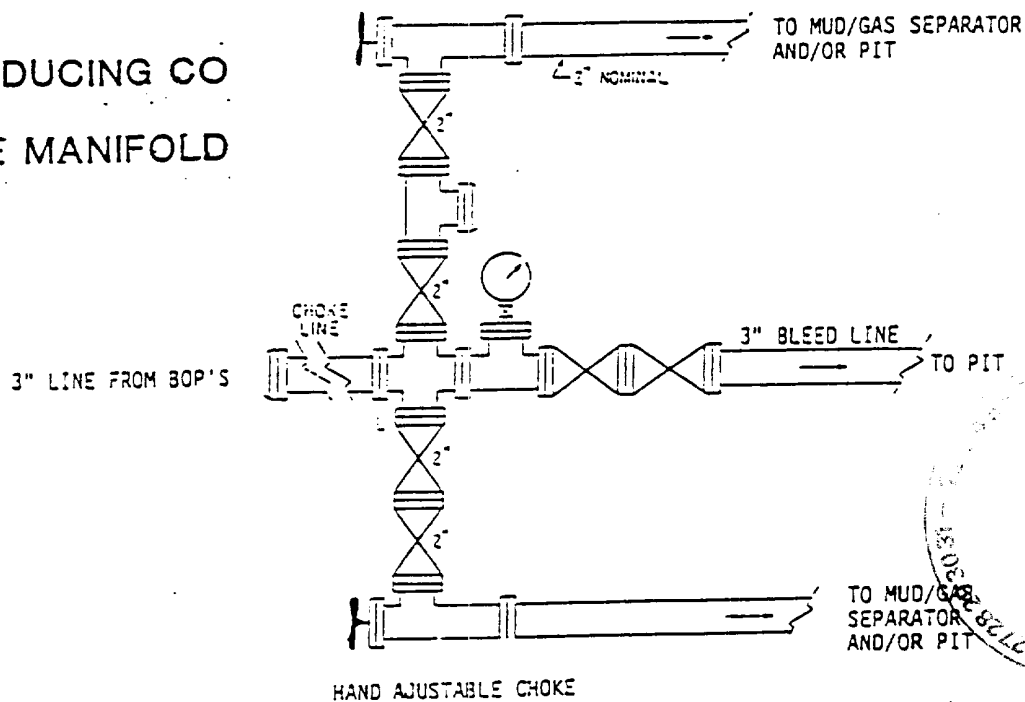 DUCING CO
E MANIFOLD
TO MUD/GAS SEPARATOR
AND/OR PIT
2" NOMINAL
2"
2"
CHOKE
LINE
3" LINE FROM BOP'S
3" BLEED LINE
TO PIT
2"
2"
TO MUD/GAS
SEPARATOR
AND/OR PIT
HAND AJUSTABLE CHOKE